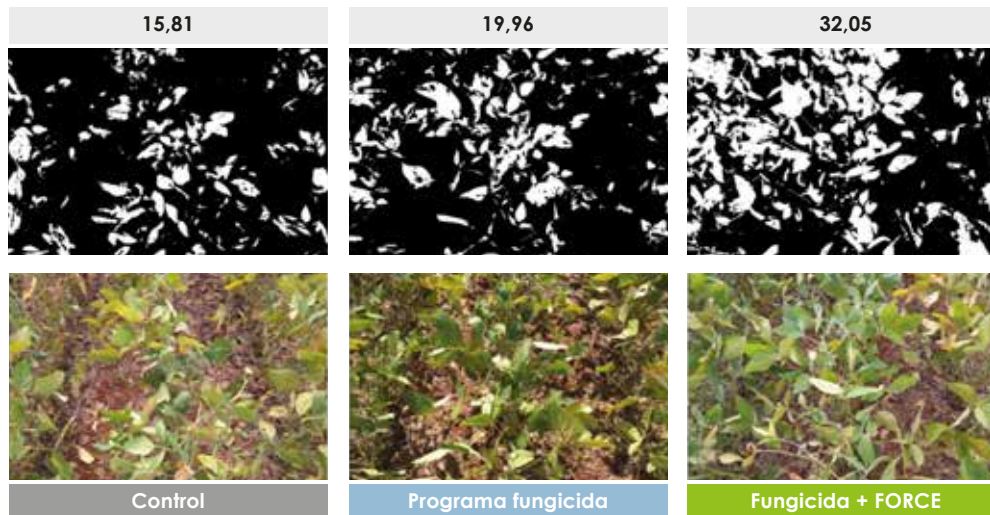 15,81
19,96
32,05
Control
Programa fungicida
Fungicida + FORCE